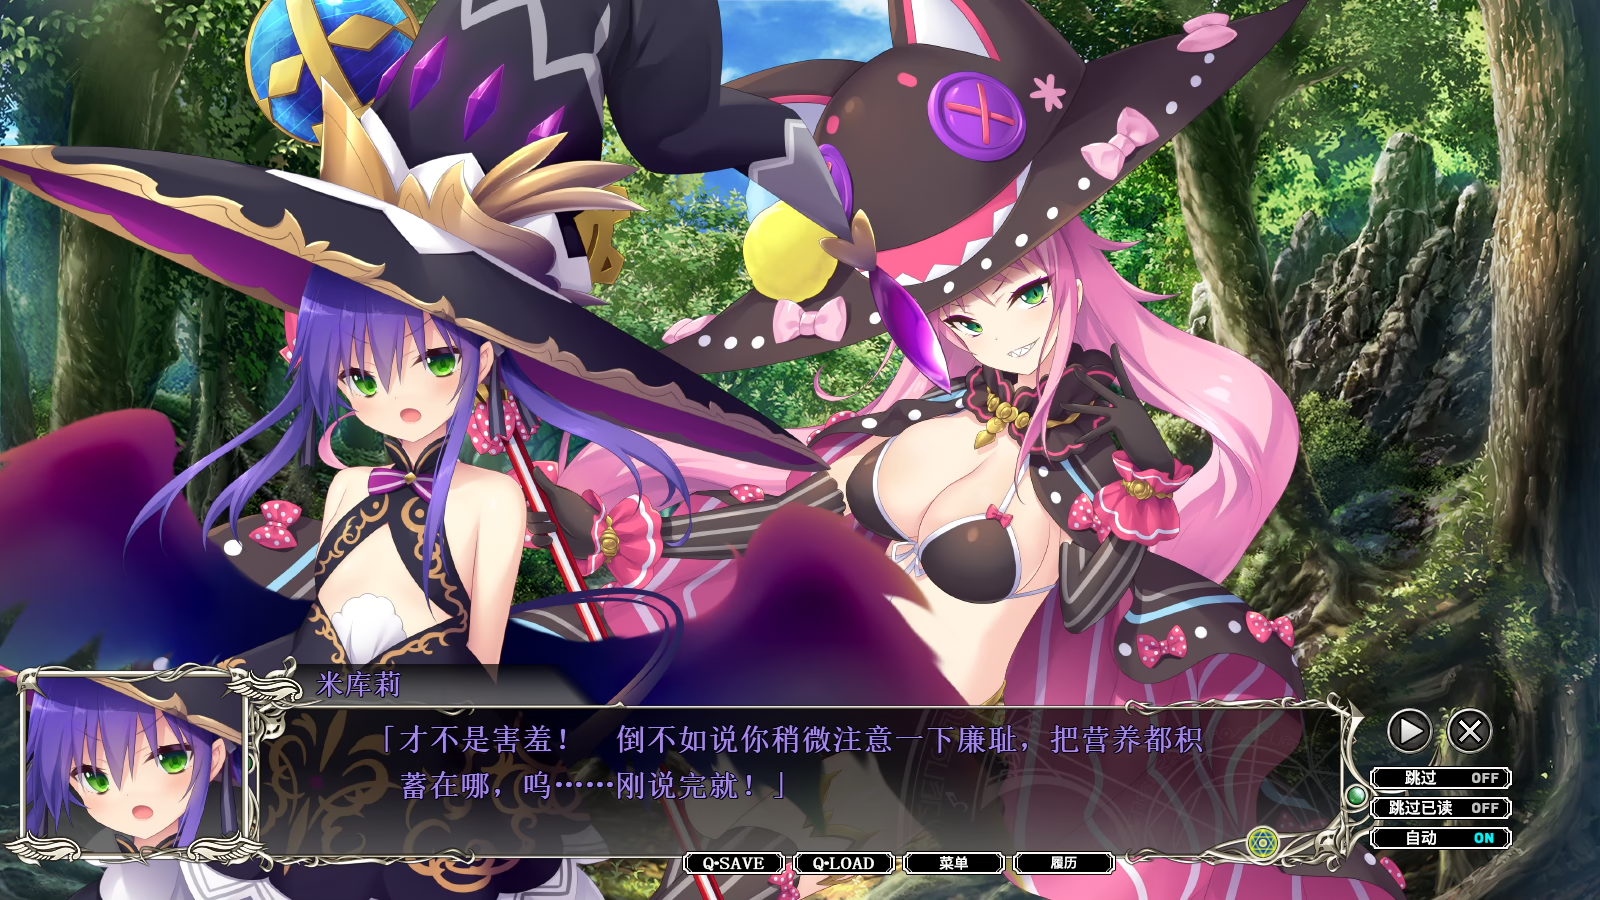 米库莉
「才不是害羞！　倒不如说你稍微注意一下廉耻，把营养都积
蓄在哪，呜……刚说完就！」
跳过 OFF
跳过已读 OFF
自动 ON
Q•SAVE Q•LOAD 菜单 履历